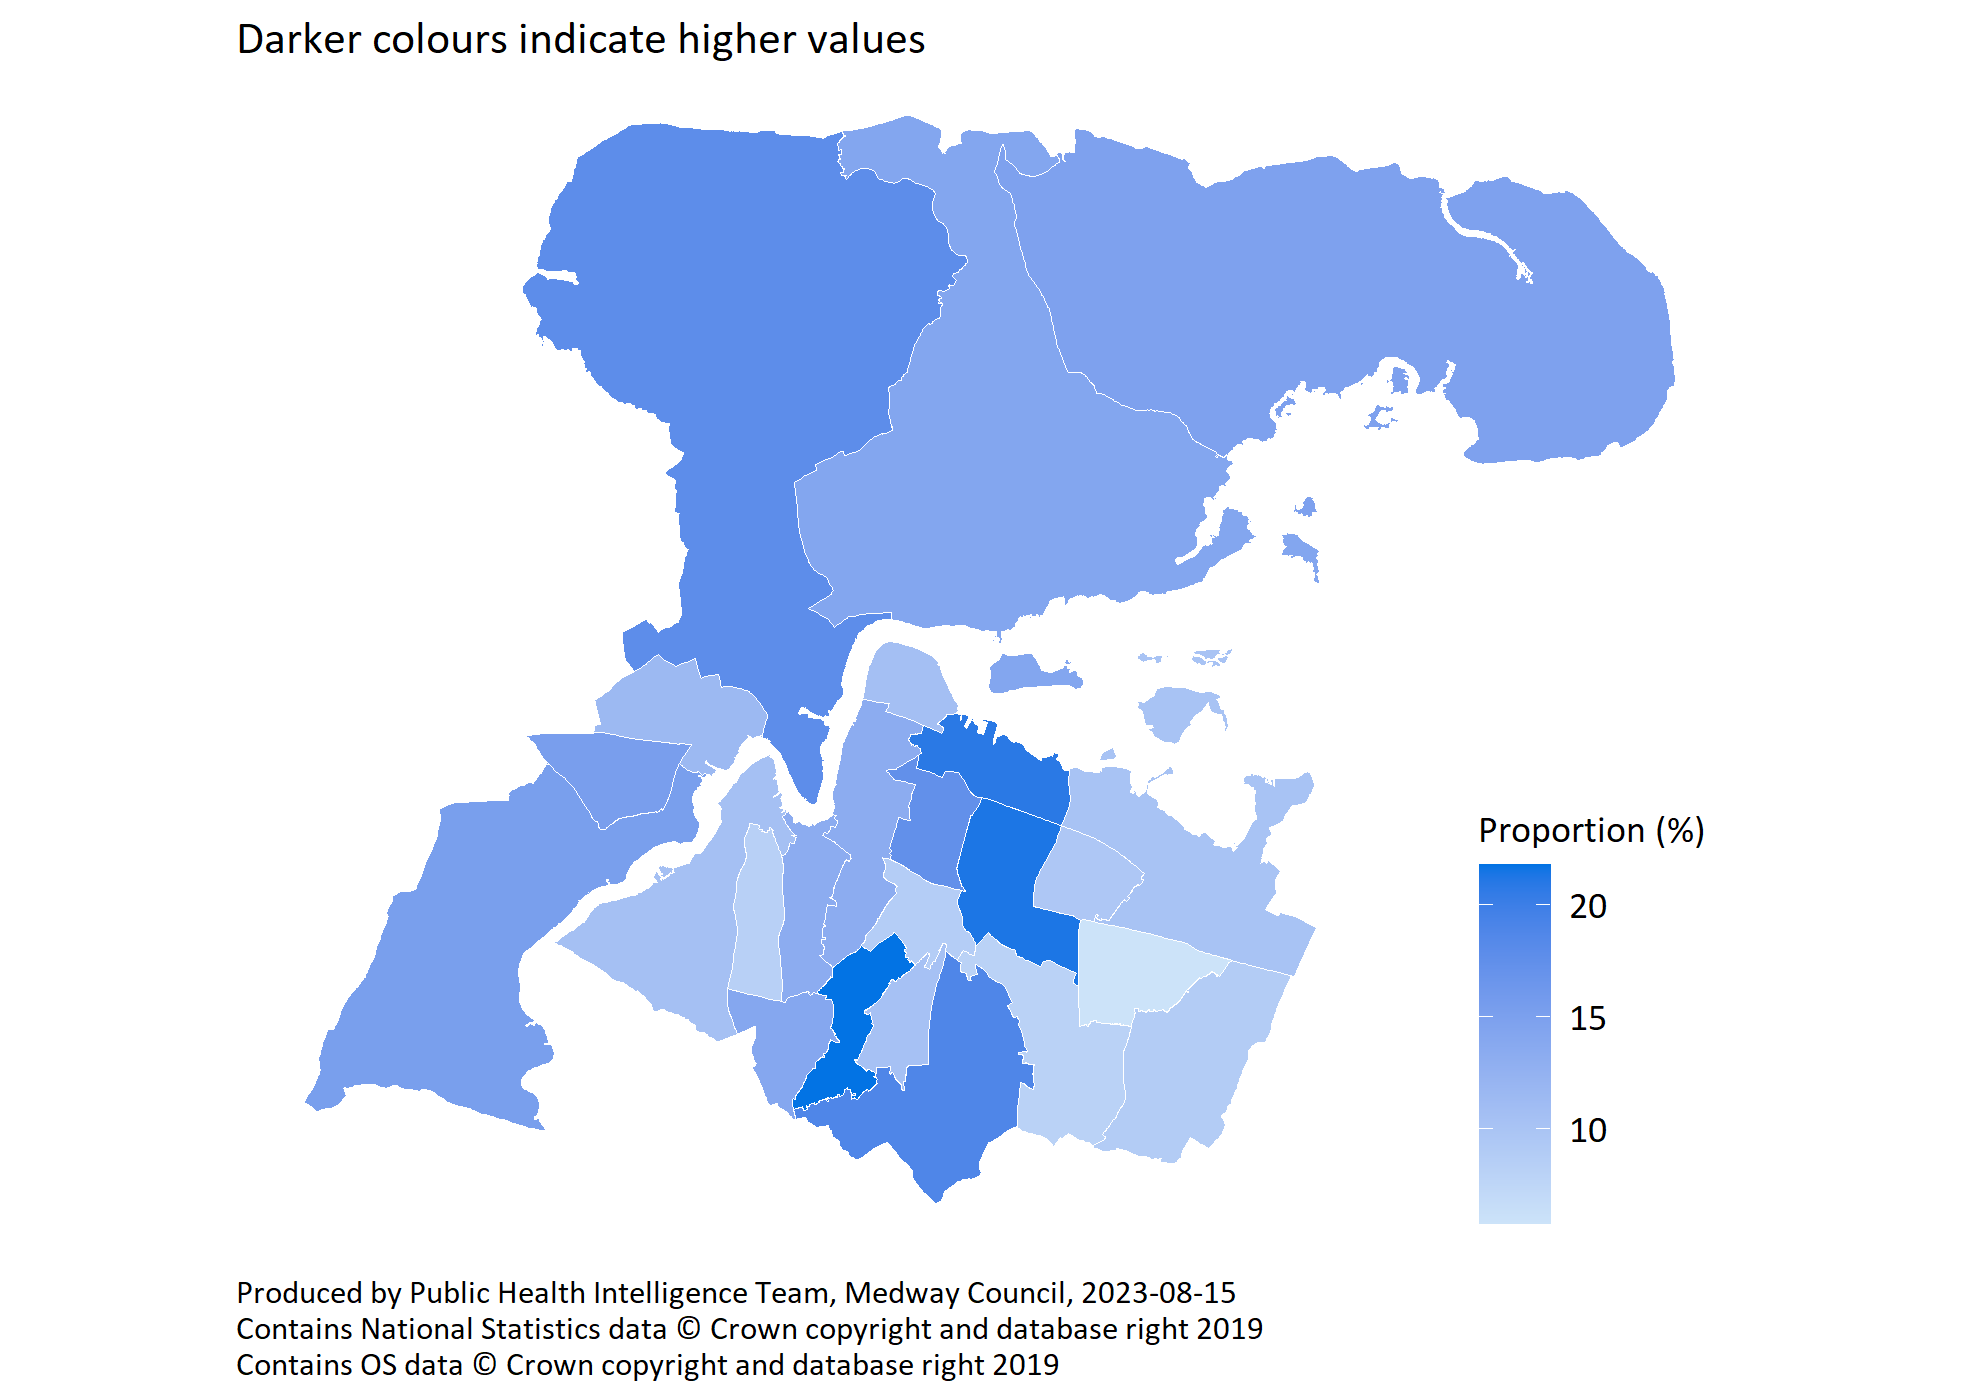 Darker colours indicate higher values
Proportion (%)
20
15
10
Produced by Public Health Intelligence Team, Medway Council, 2023-08-15
Contains National Statistics data © Crown copyright and database right 2019
Contains OS data © Crown copyright and database right 2019